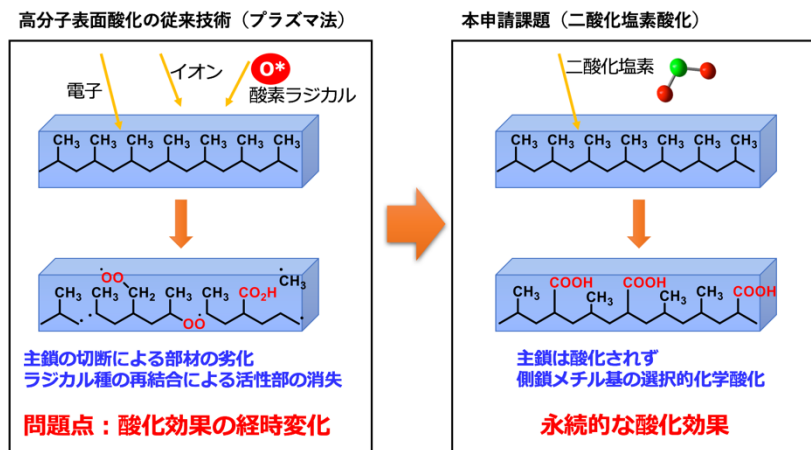 高分子表面酸化の従来技術（プラズマ法）
電子
イオン
O*
酸素ラジカル
CH3 CH3 CH3 CH3 CH3 CH3 CH3
·OO
CH3 CH3 CH2 CH3 CH3 CO2H ·CH3
OO·
主鎖の切断による部材の劣化
ラジカル種の再結合による活性部の消失
問題点：酸化効果の経時変化
本申請課題（二酸化塩素酸化）
二酸化塩素
CH3 CH3 CH3 CH3 CH3 CH3 CH3
COOH COOH COOH
CH3 CH3 CH3 CH3
主鎖は酸化されず
側鎖メチル基の選択的化学酸化
永続的な酸化効果